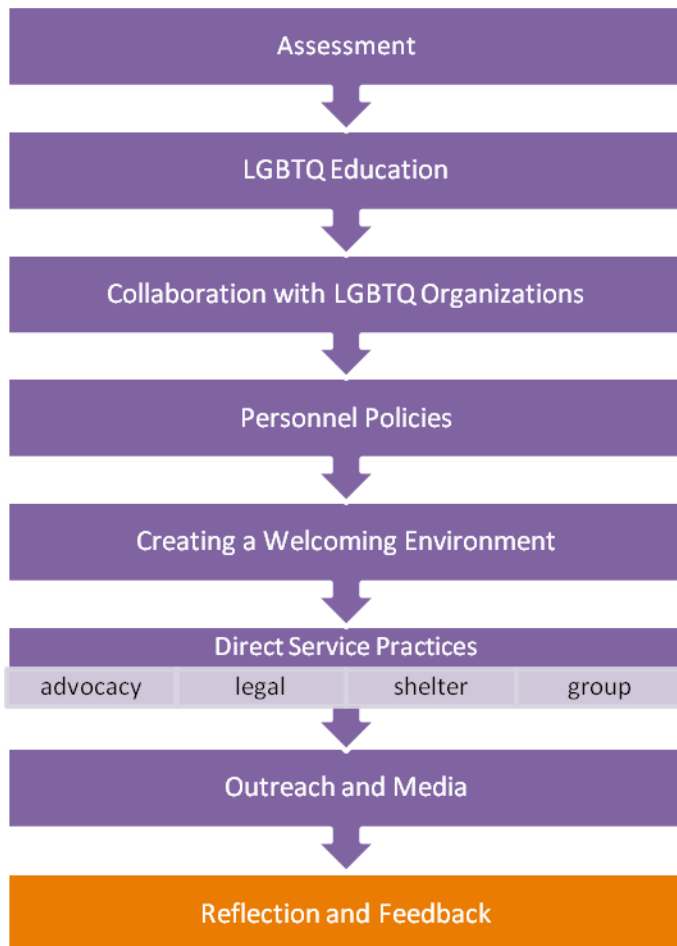 Assessment
LGBTQ Education
Collaboration with LGBTQ Organizations
Personnel Policies
Creating a Welcoming Environment
Direct Service Practices
advocacy legal shelter group
Outreach and Media
Reflection and Feedback